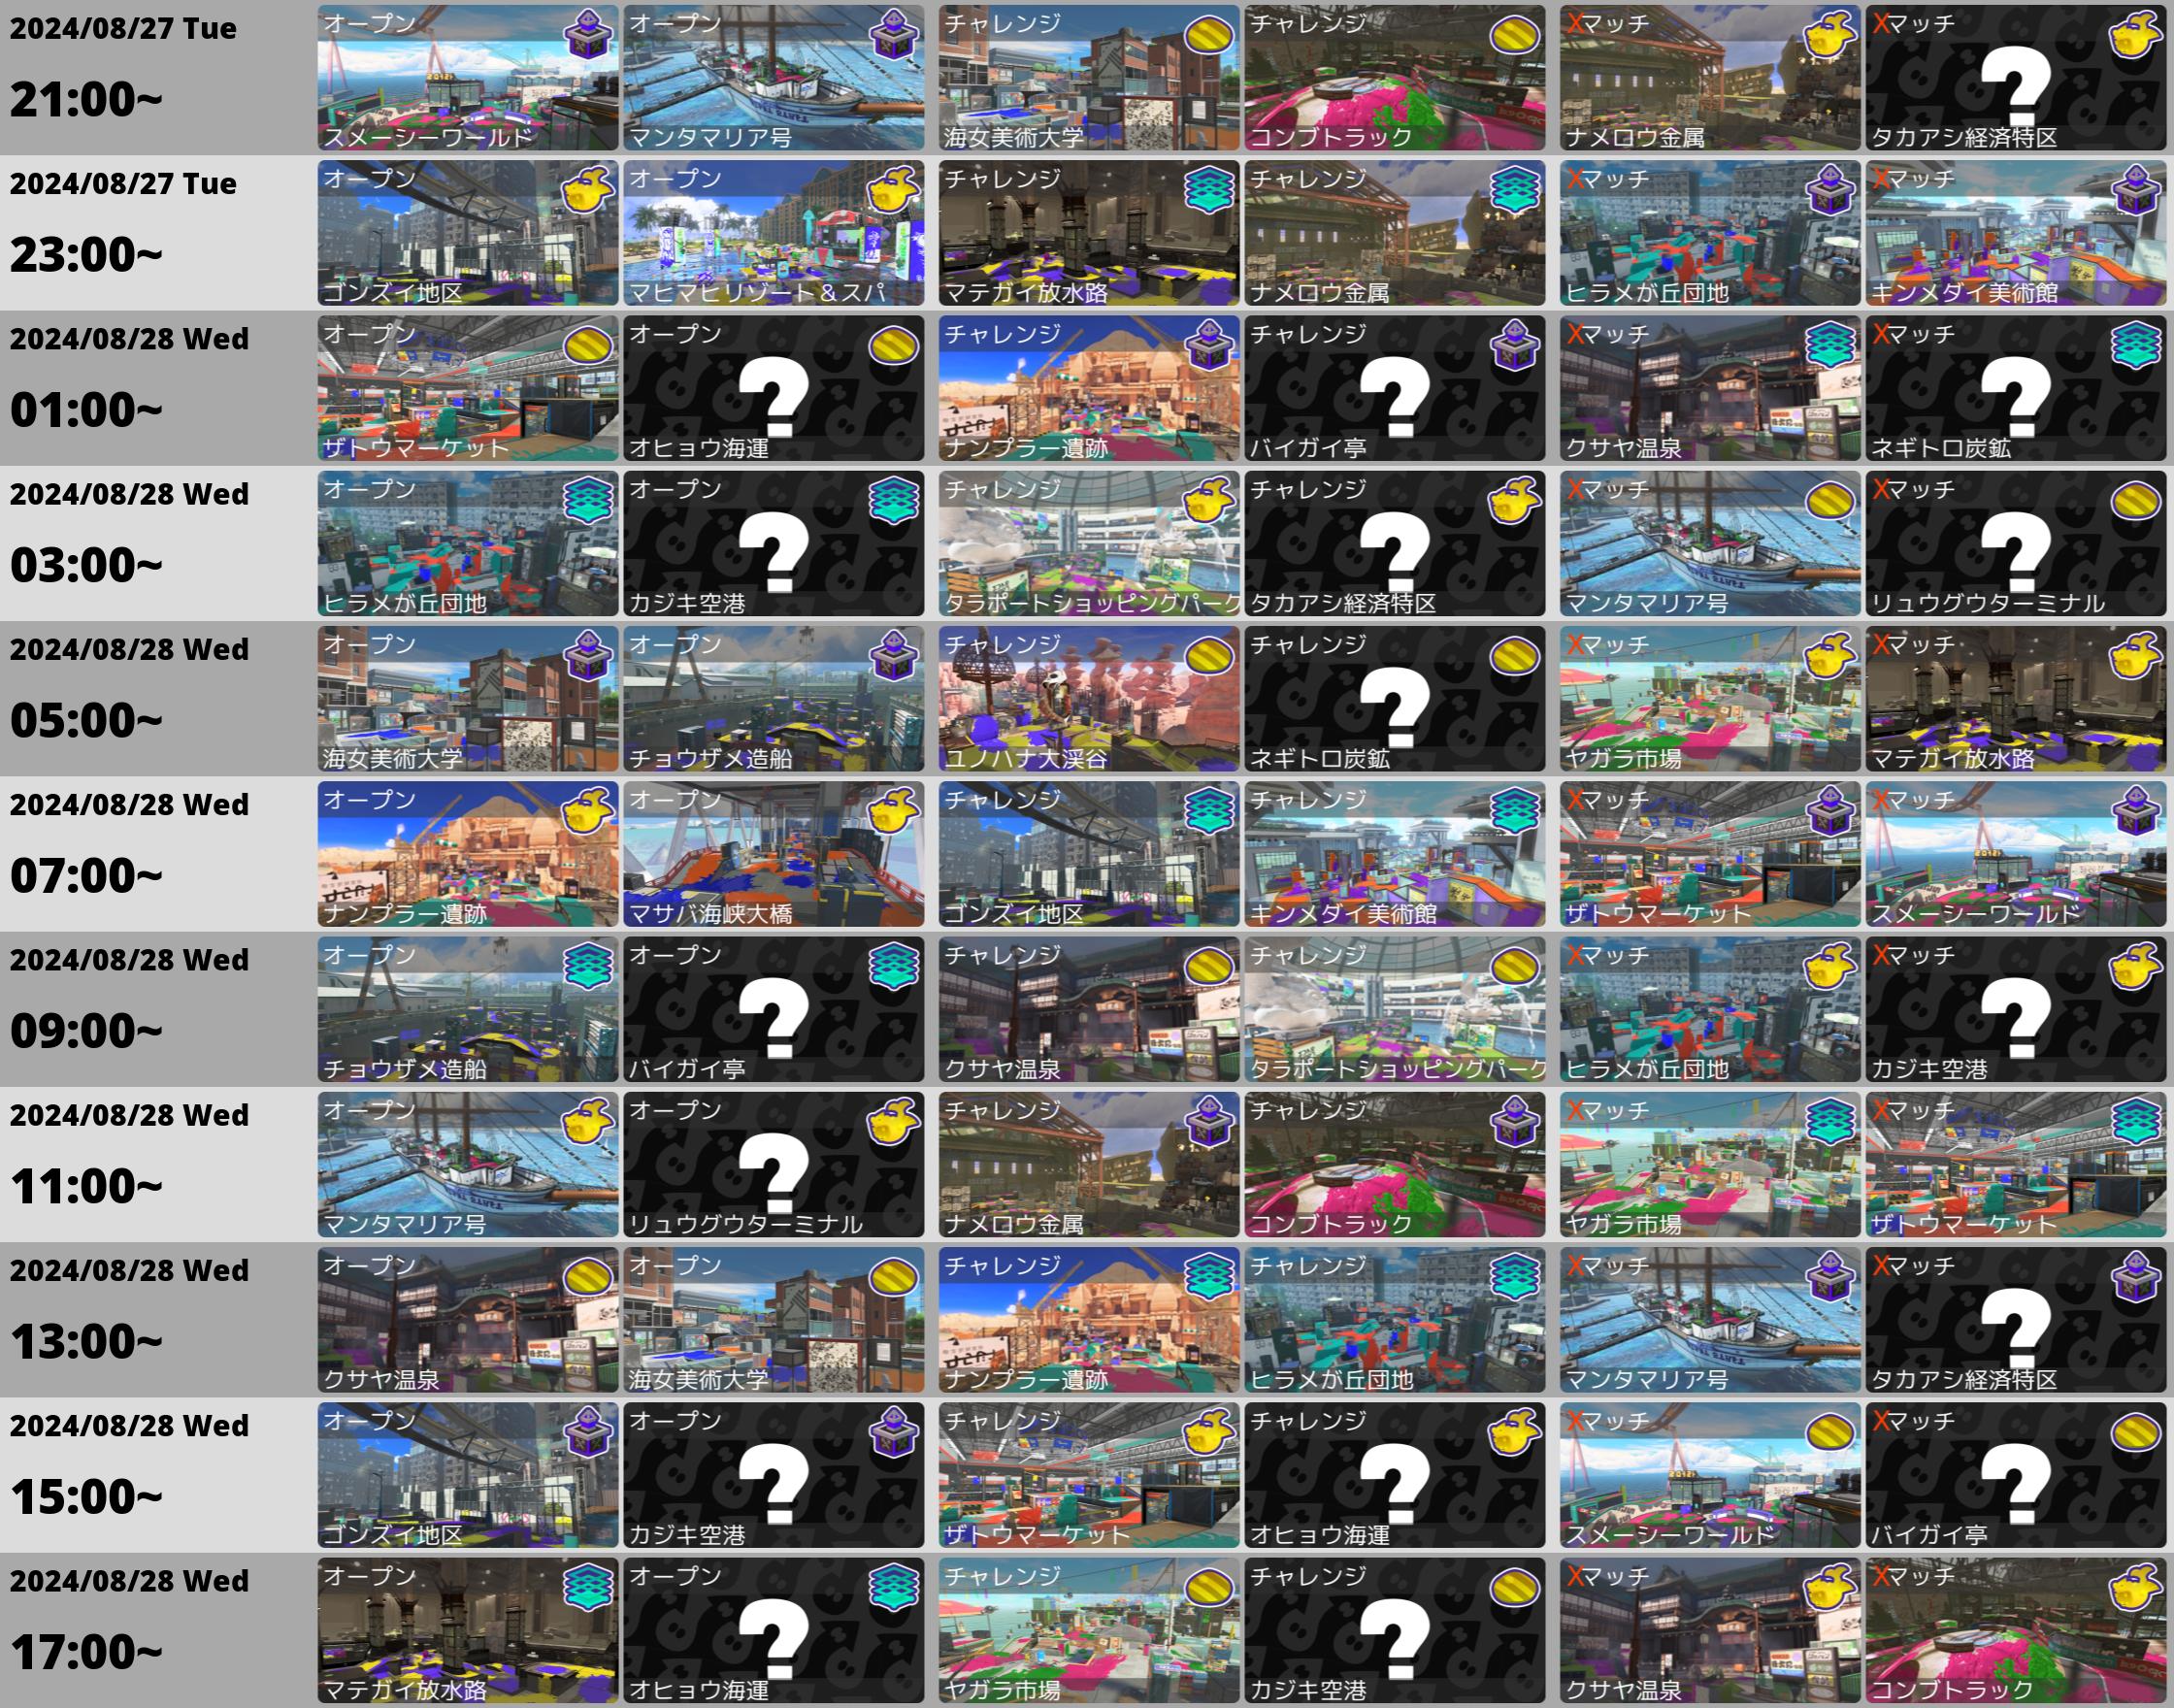 2024/08/27 Tue
21:00~
オープン オープン チャレンジ チャレンジ Xマッチ Xマッチ
スメーシーワールド マンタマリア号 海女美術大学 コンブトラック ナメロウ金属 タカアシ経済特区
2024/08/27 Tue
23:00~
オープン オープン チャレンジ チャレンジ Xマッチ Xマッチ
ゴンズイ地区 マヒマヒリゾート＆スパ マテガイ放水路 ナメロウ金属 ヒラメが丘団地 キンメダイ美術館
2024/08/28 Wed
01:00~
オープン オープン チャレンジ チャレンジ Xマッチ Xマッチ
ザトウマーケット オヒョウ海運 ナンプラー遺跡 バイガイ亭 クサヤ温泉 ネギトロ炭鉱
2024/08/28 Wed
03:00~
オープン オープン チャレンジ チャレンジ Xマッチ Xマッチ
ヒラメが丘団地 カジキ空港 タラポートショッピングパーク タカアシ経済特区 マンタマリア号 リュウグウターミナル
2024/08/28 Wed
05:00~
オープン オープン チャレンジ チャレンジ Xマッチ Xマッチ
海女美術大学 チョウザメ造船 ユノハナ大渓谷 ネギトロ炭鉱 ヤガラ市場 マテガイ放水路
2024/08/28 Wed
07:00~
オープン オープン チャレンジ チャレンジ Xマッチ Xマッチ
ナンプラー遺跡 マサバ海峡大橋 ゴンズイ地区 キンメダイ美術館 ザトウマーケット スメーシーワールド
2024/08/28 Wed
09:00~
オープン オープン チャレンジ チャレンジ Xマッチ Xマッチ
チョウザメ造船 バイガイ亭 クサヤ温泉 タラポートショッピングパーク ヒラメが丘団地 カジキ空港
2024/08/28 Wed
11:00~
オープン オープン チャレンジ チャレンジ Xマッチ Xマッチ
マンタマリア号 リュウグウターミナル ナメロウ金属 コンブトラック ヤガラ市場 ザトウマーケット
2024/08/28 Wed
13:00~
オープン オープン チャレンジ チャレンジ Xマッチ Xマッチ
クサヤ温泉 海女美術大学 ナンプラー遺跡 ヒラメが丘団地 マンタマリア号 タカアシ経済特区
2024/08/28 Wed
15:00~
オープン オープン チャレンジ チャレンジ Xマッチ Xマッチ
ゴンズイ地区 カジキ空港 ザトウマーケット オヒョウ海運 スメーシーワールド バイガイ亭
2024/08/28 Wed
17:00~
オープン オープン チャレンジ チャレンジ Xマッチ Xマッチ
マテガイ放水路 オヒョウ海運 ヤガラ市場 カジキ空港 クサヤ温泉 コンブトラック